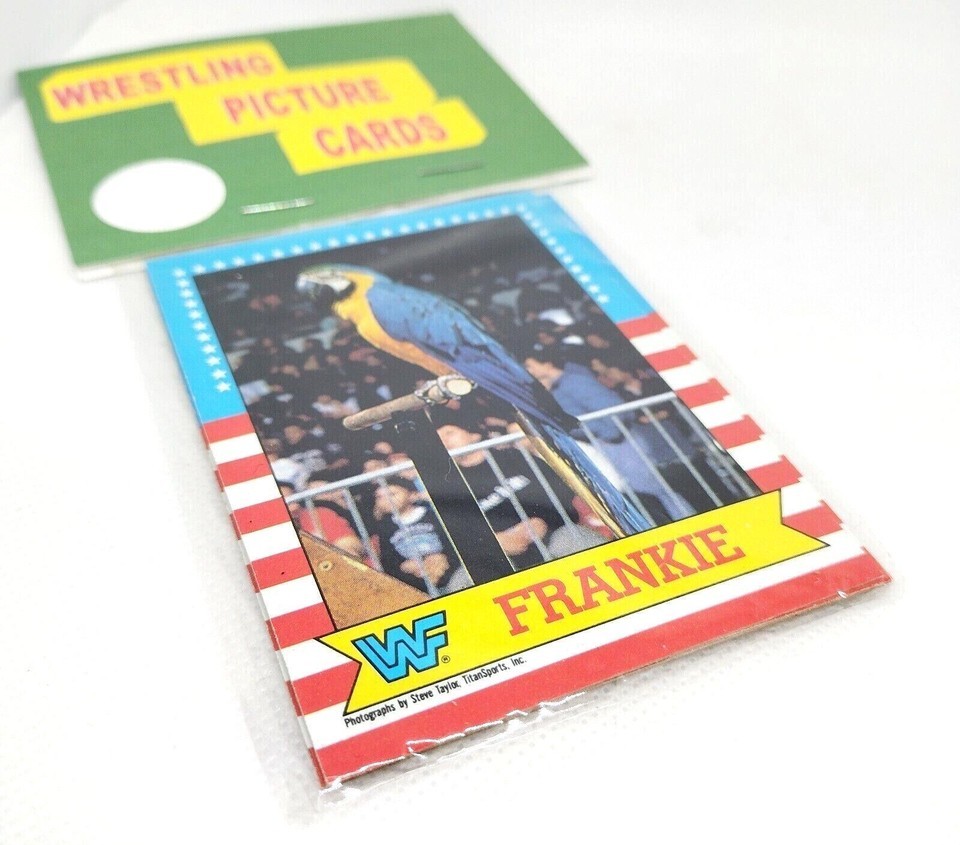 WRESTLING
PICTURE
CARDS
WF® FRANKIE
Photographs by Steve Taylor, TitanSports, Inc.